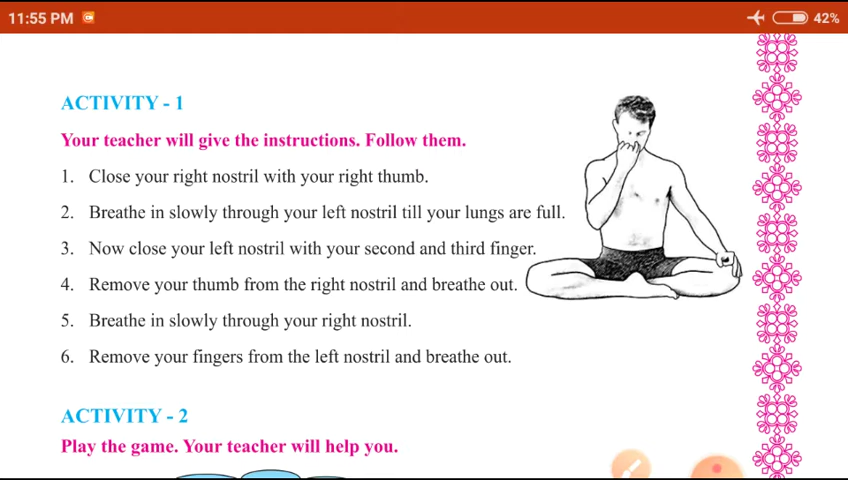 11:55 PM
42%
ACTIVITY - 1
Your teacher will give the instructions. Follow them.
1. Close your right nostril with your right thumb.
2. Breathe in slowly through your left nostril till your lungs are full.
3. Now close your left nostril with your second and third finger.
4. Remove your thumb from the right nostril and breathe out.
5. Breathe in slowly through your right nostril.
6. Remove your fingers from the left nostril and breathe out.
ACTIVITY - 2
Play the game. Your teacher will help you.